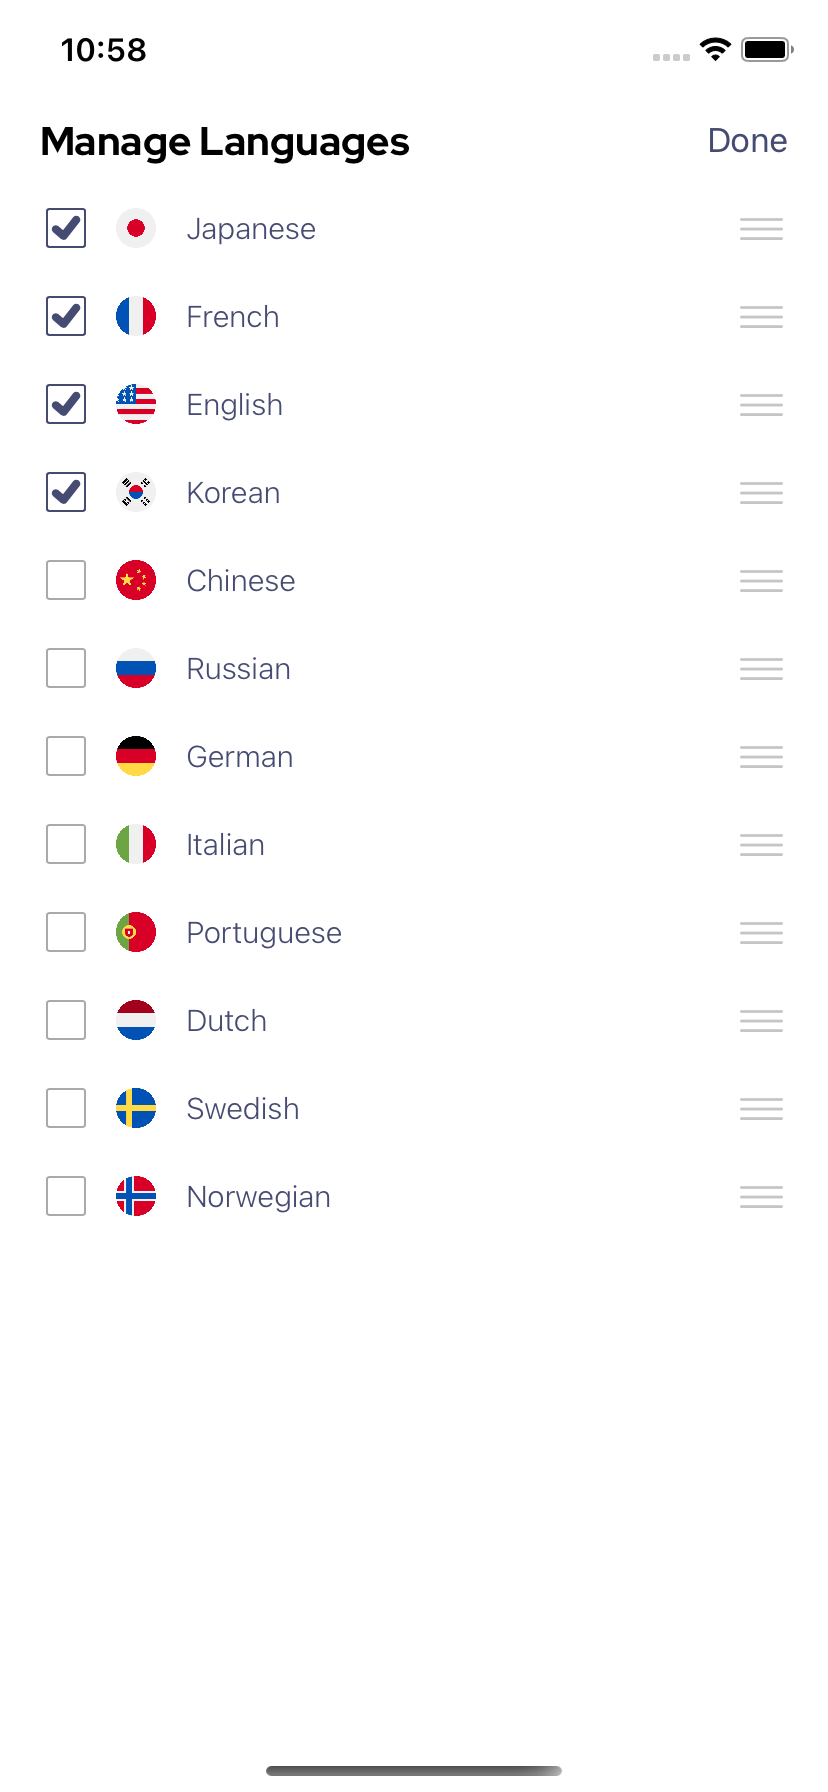 10:58
Manage Languages Done
Japanese
French
English
Korean
Chinese
Russian
German
Italian
Portuguese
Dutch
Swedish
Norwegian